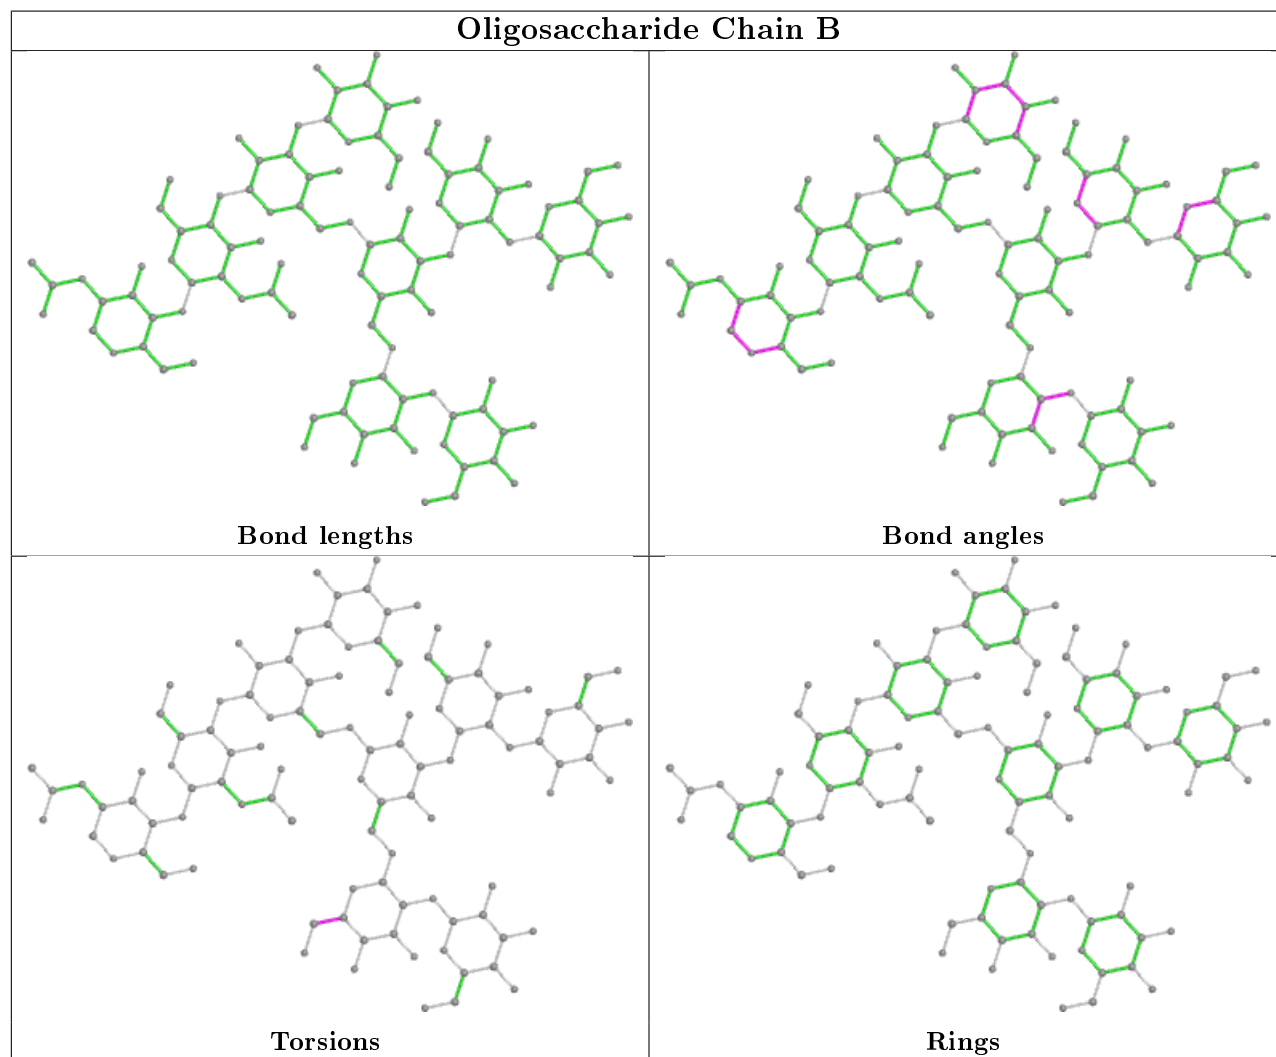 Oligosaccharide Chain B
Bond lengths
Bond angles
Torsions
Rings